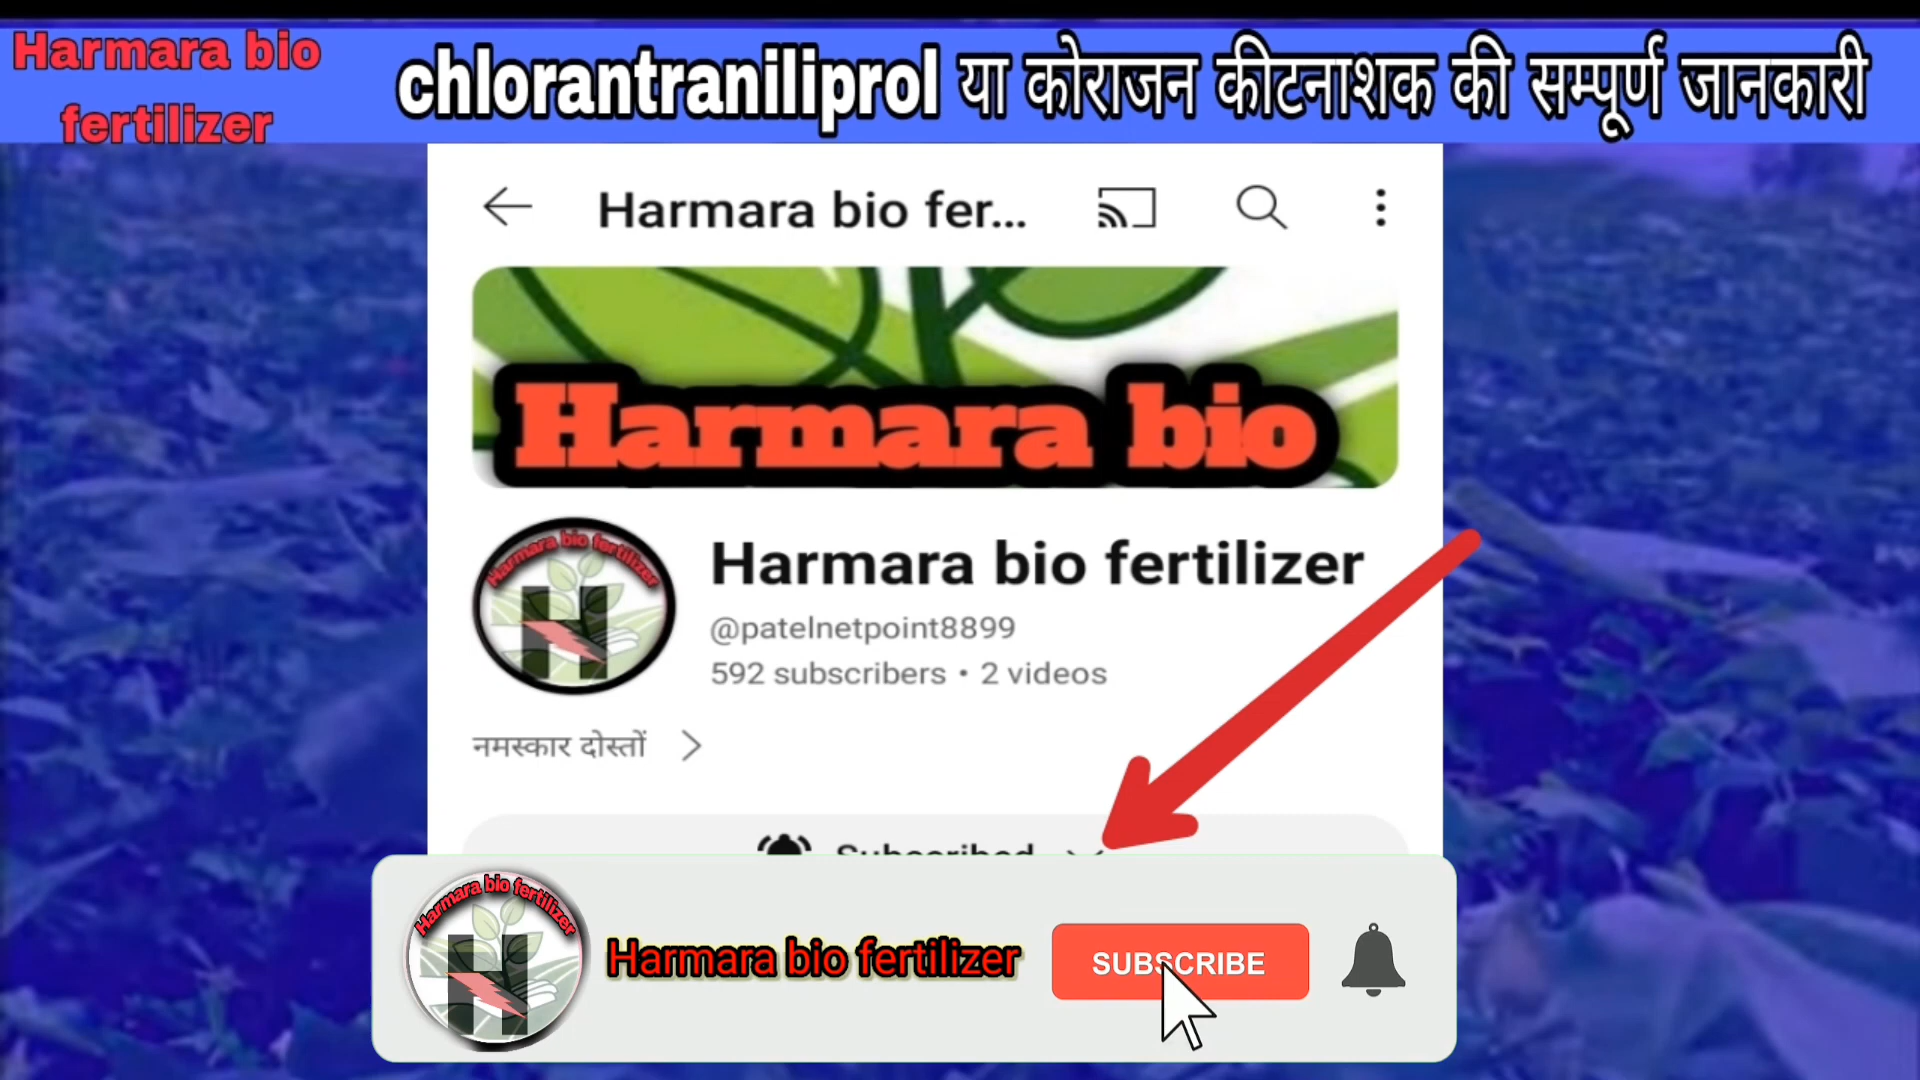 Harmara bio
fertilizer
chlorantraniliprol या कोराजन कीटनाशक की सम्पूर्ण जानकारी
Harmara bio fer...
Harmara bio
Harmara bio fertilizer
Harmara bio fertilizer
@patelnetpoint8899
592 subscribers • 2 videos
नमस्कार दोस्तों
Subscribed
Harmara bio fertilizer
Harmara bio fertilizer
SUBSCRIBE